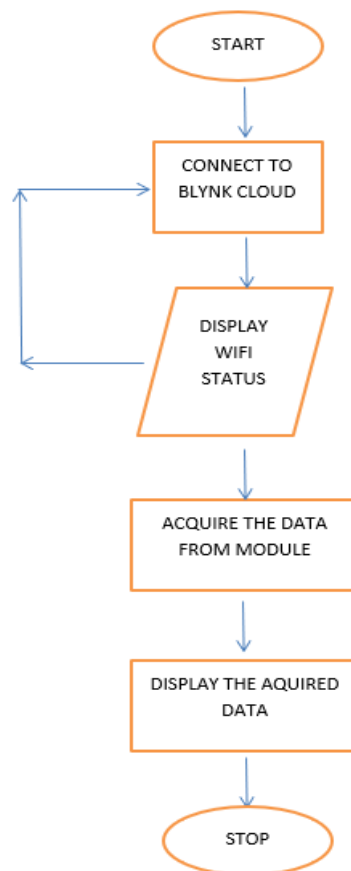 START
CONNECT TO
BLYNK CLOUD
DISPLAY
WIFI
STATUS
ACQUIRE THE DATA
FROM MODULE
DISPLAY THE AQUIRED
DATA
STOP